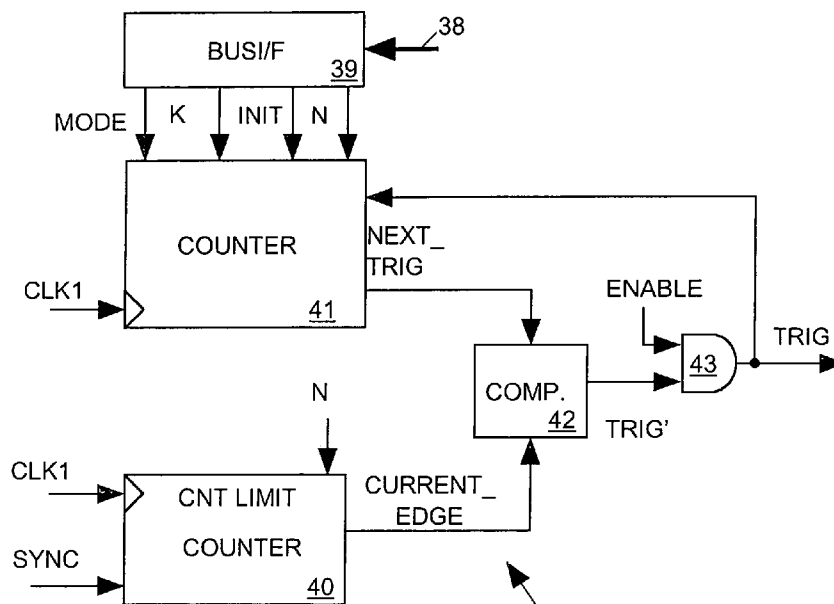 38
BUSI/F
39
MODE K INIT N
COUNTER
NEXT_
TRIG
CLK1
41
ENABLE
TRIG
43
COMP.
42
TRIG'
N
CLK1
CNT LIMIT
CURRENT_
EDGE
COUNTER
SYNC
40